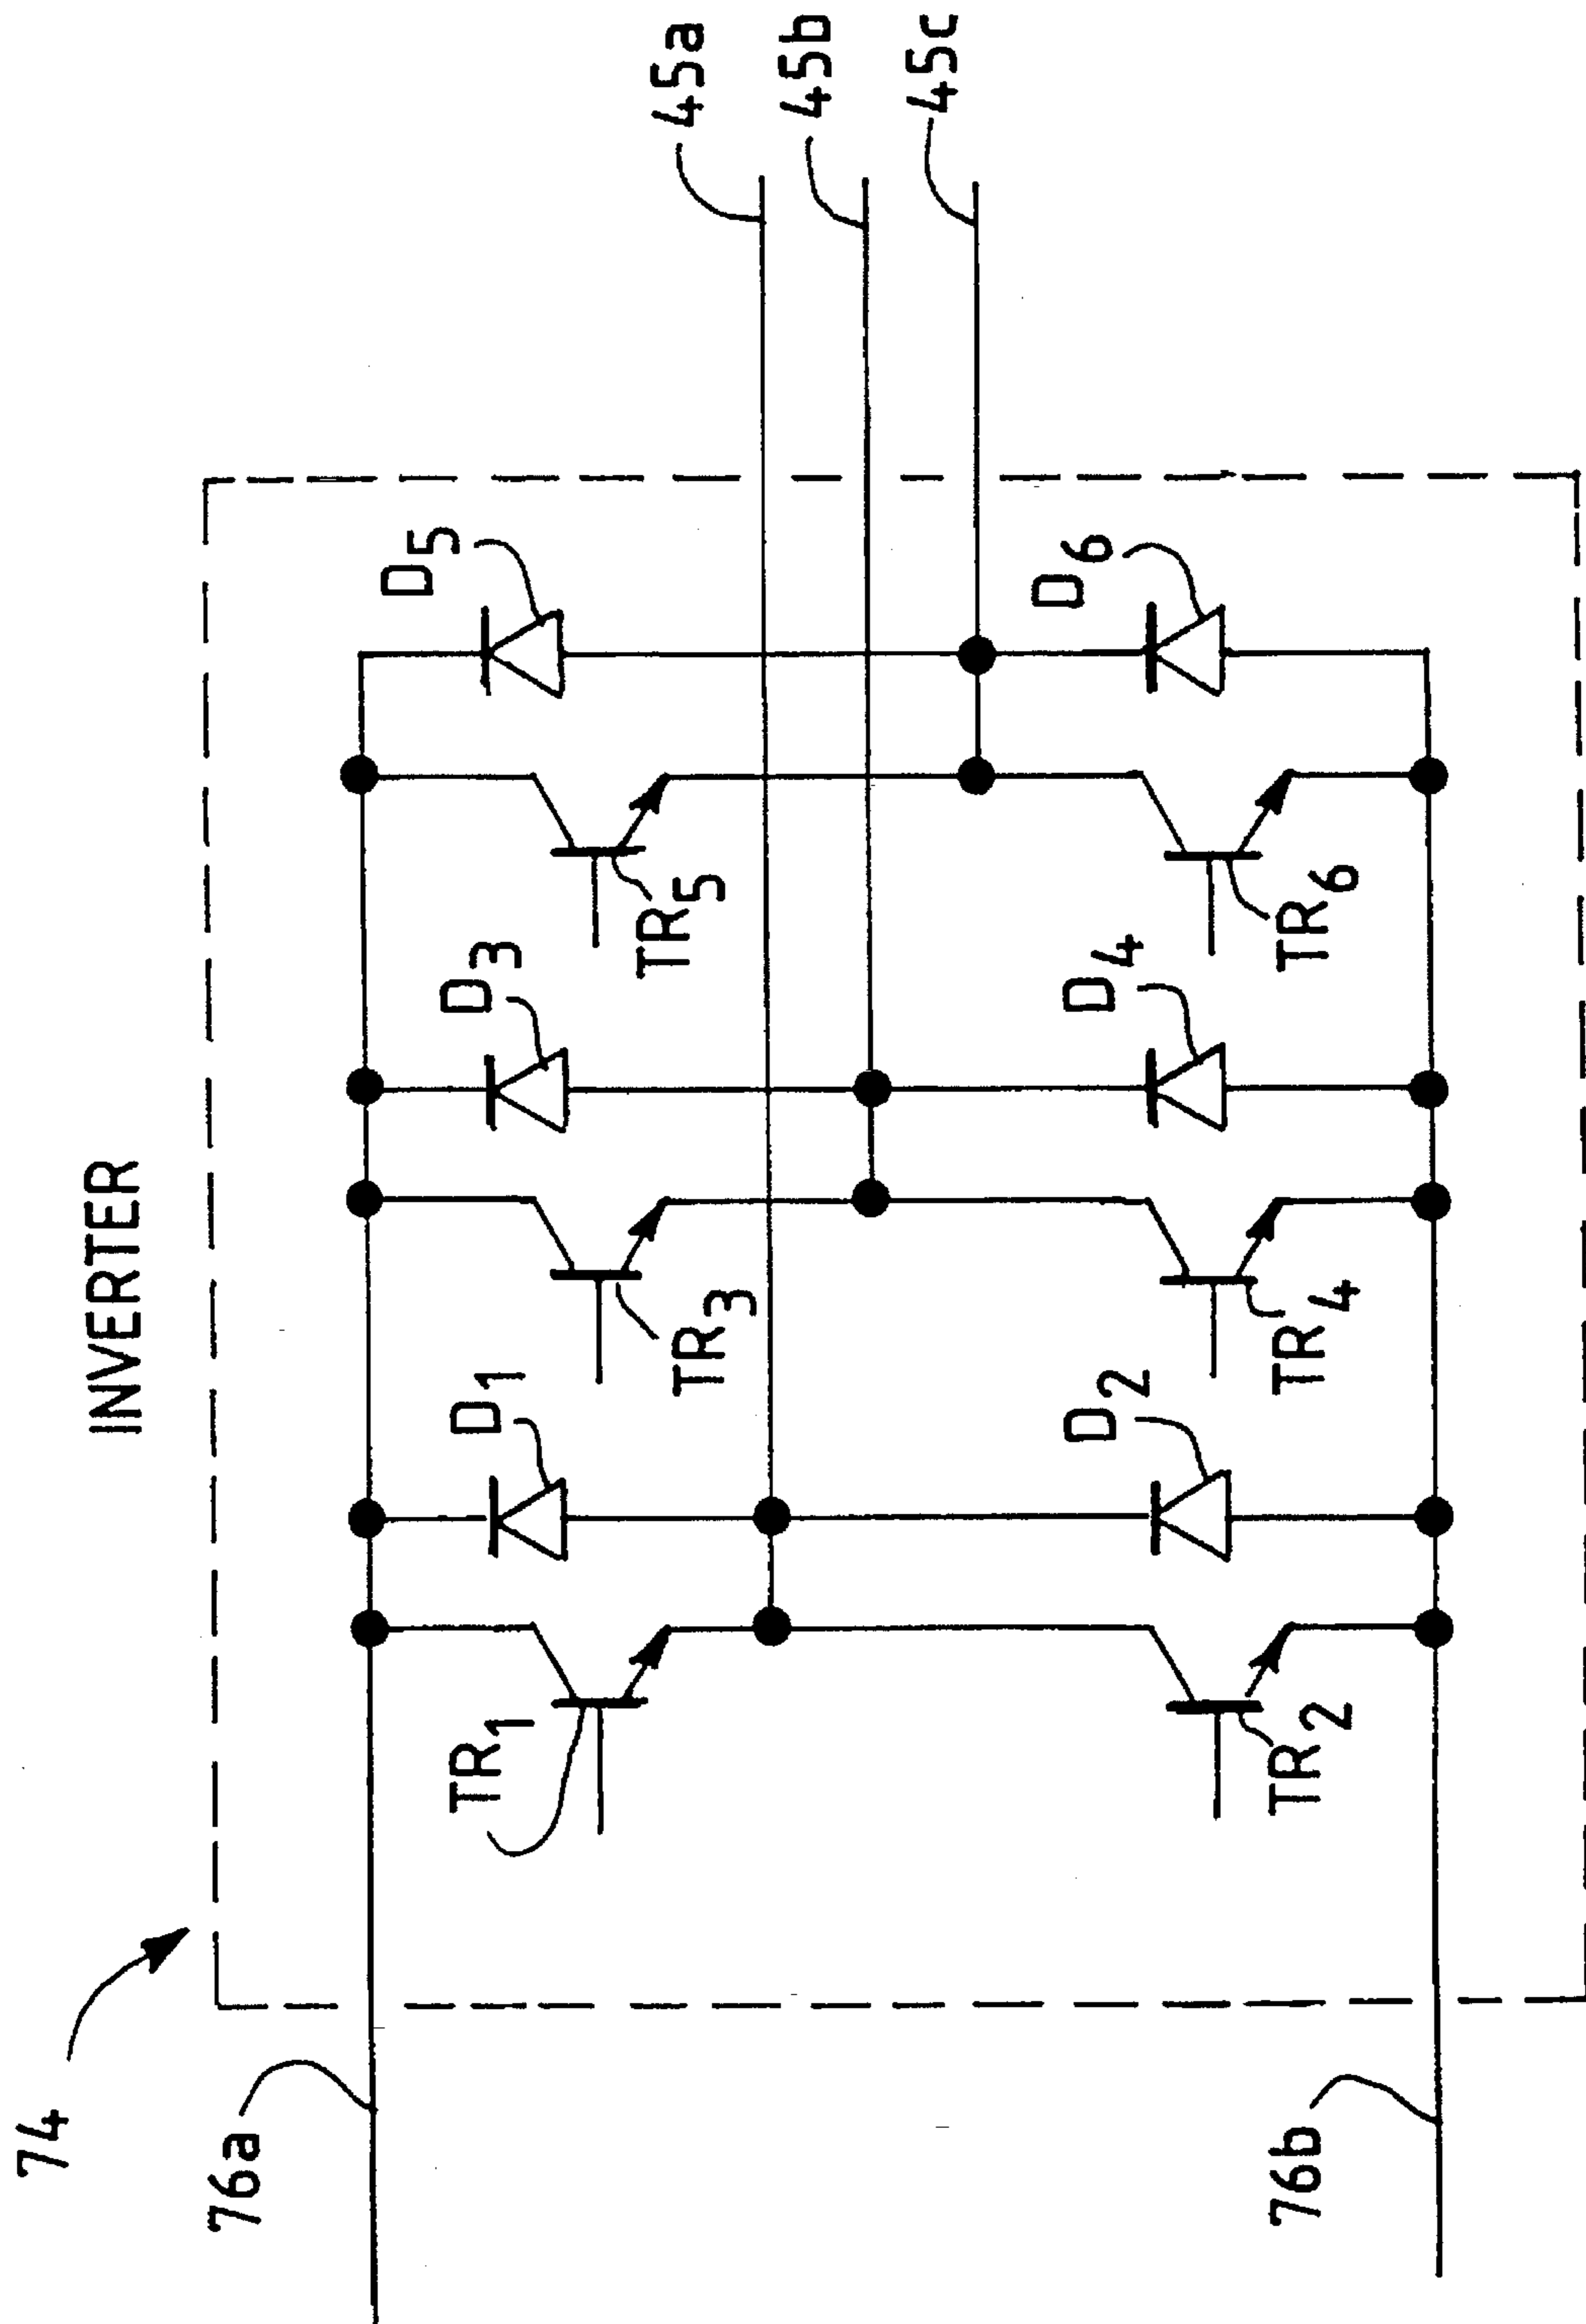 INVERTER
74
76a
76b
TR1
D1
TR3
D3
TR5
D5
TR2
D2
TR4
D4
TR6
D6
45a
45b
45c